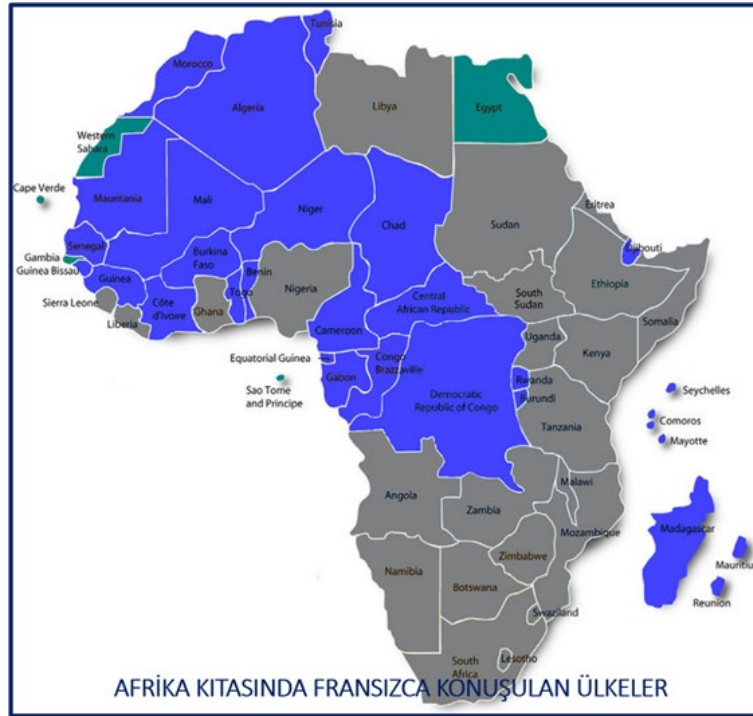 Tunisia
Morocco
Algeria
Libya
Egypt
Western
Sahara
Cape Verde
Mauritania
Mali
Niger
Chad
Sudan
Eritrea
Senegal
Gambia
Guinea Bissau
Guinea
Burkina
Faso
Benin
Djibouti
Sierra Leone
Côte
d'Ivoire
Ghana
Togo
Nigeria
Central
African Republic
South
Sudan
Ethiopia
Liberia
Cameroon
Somalia
Equatorial Guinea
Congo
Brazzaville
Uganda
Kenya
Gabon
Sao Tome
and Principe
Democratic
Republic of Congo
Rwanda
Burundi
Seychelles
Tanzania
Comoros
Mayotte
Angola
Malawi
Zambia
Mozambique
Madagascar
Zimbabwe
Mauritiu
Namibia
Botswana
Reunion
Swaziland
South
Africa
Lesotho
AFRİKA KITASINDA FRANSIZCA KONUŞULAN ÜLKELER